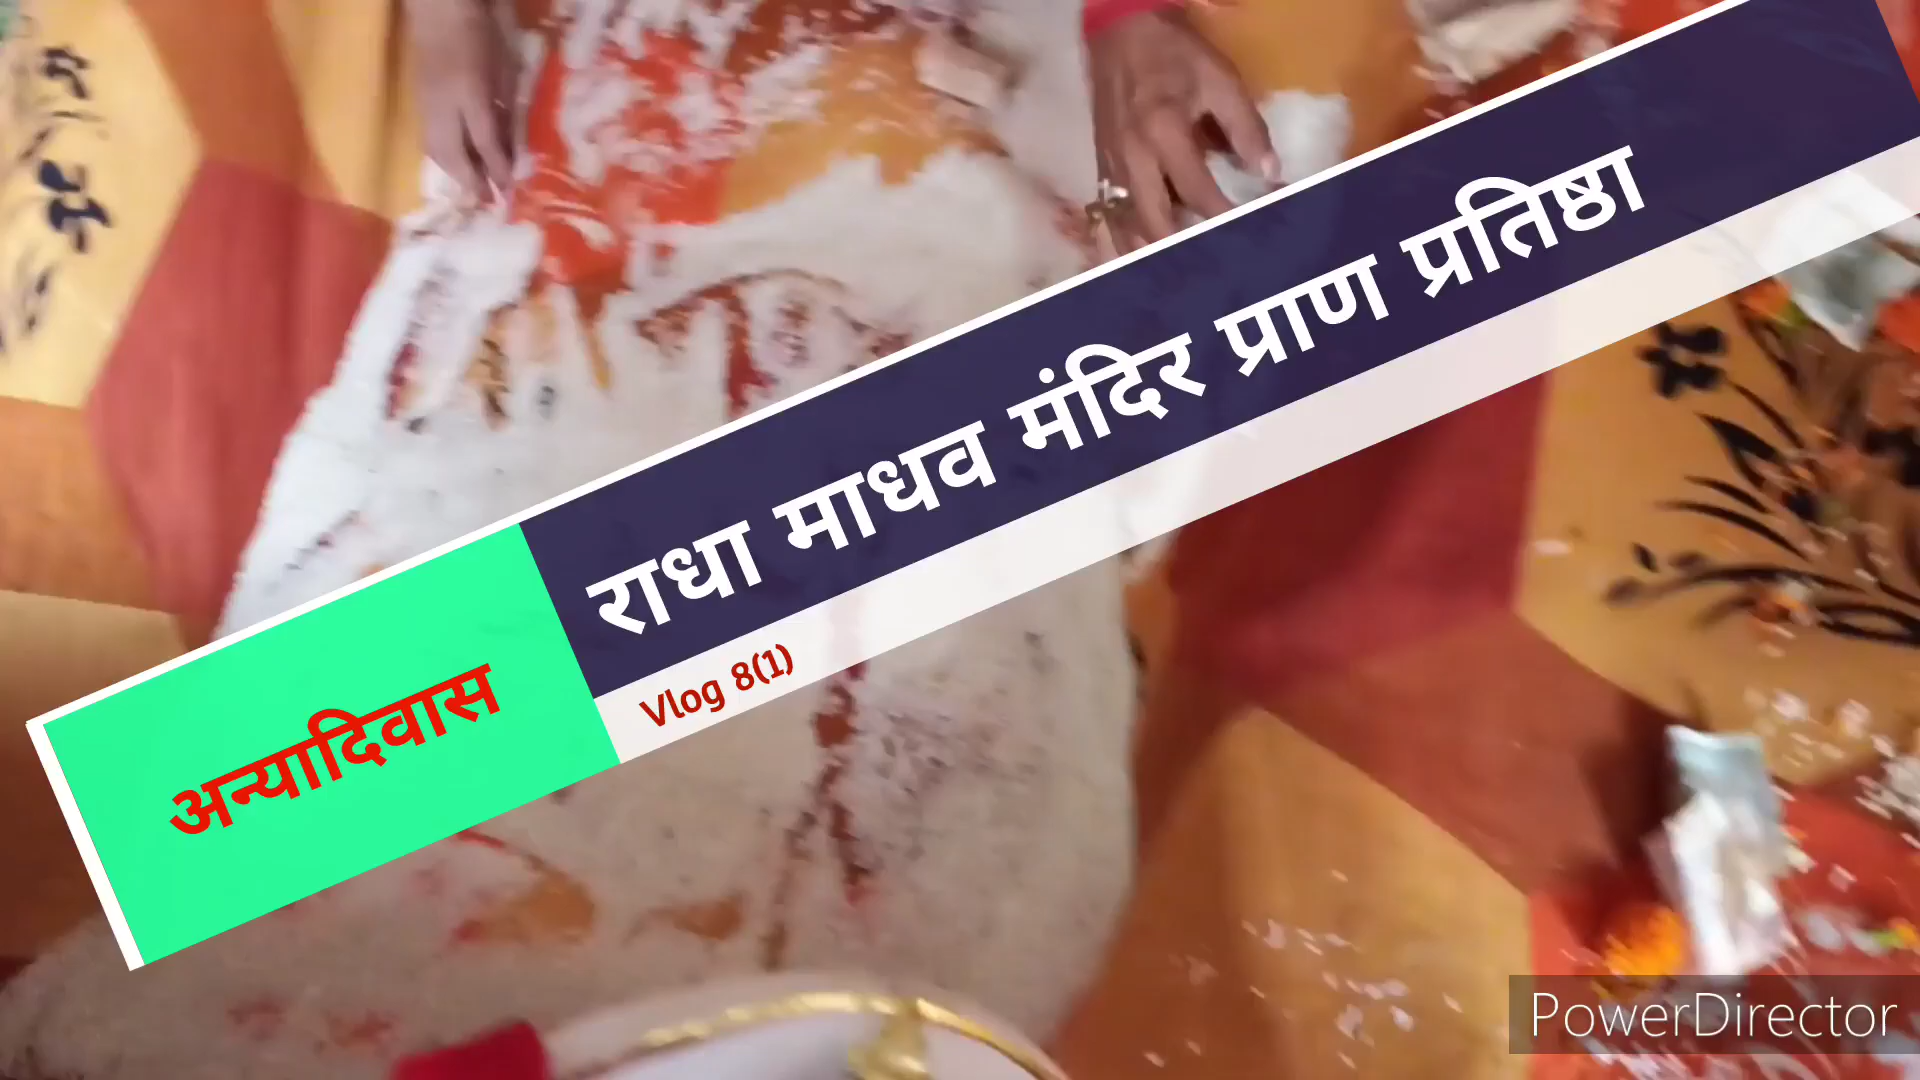 राधा माधव मंदिर प्राण प्रतिष्ठा
अन्यादिवास
Vlog 8(1)
PowerDirector